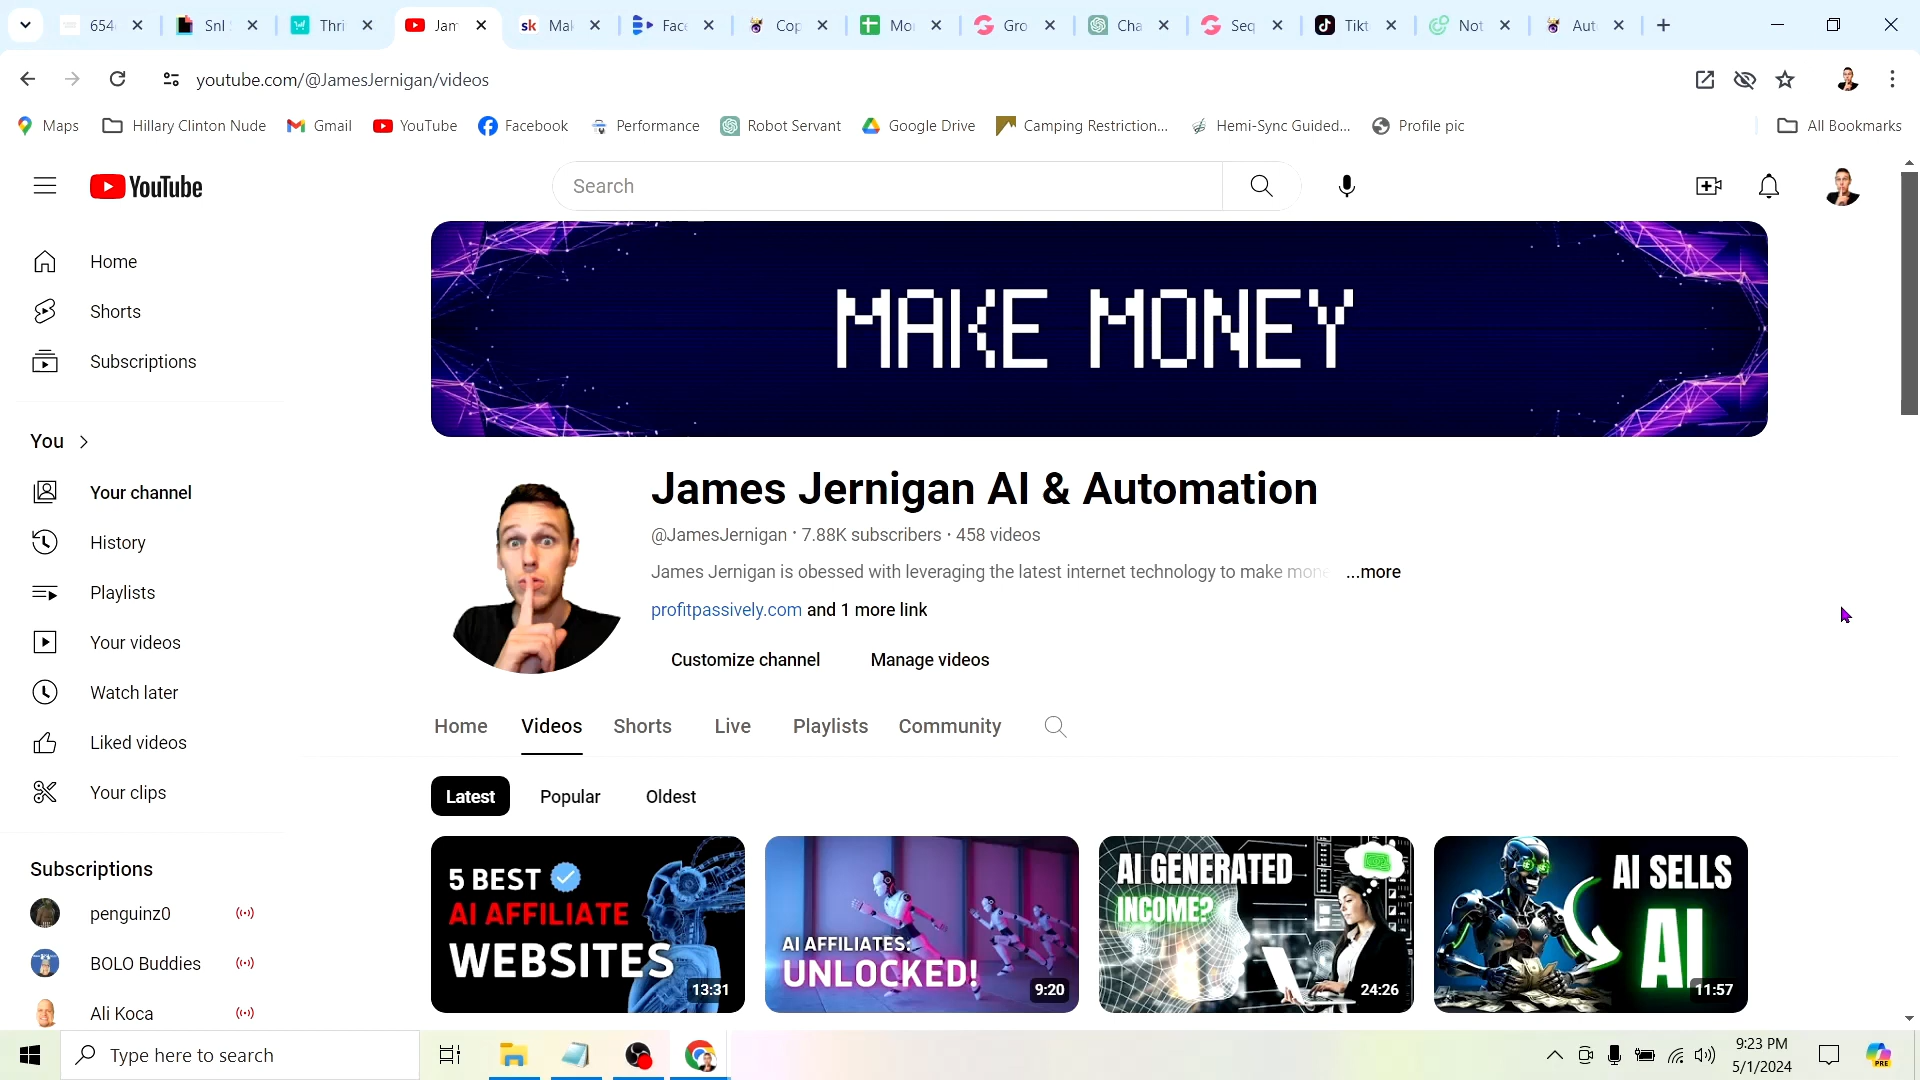 654
Snl
Thri
Jam
Mak
Face
Cop
Mo
Gro
Cha
Seq
Tikt
Not
Aut
youtube.com/@JamesJernigan/videos
Maps
Hillary Clinton Nude
Gmail
YouTube
Facebook
Performance
Robot Servant
Google Drive
Camping Restriction...
Hemi-Sync Guided...
Profile pic
All Bookmarks
YouTube
Search
Home
Shorts
Subscriptions
You
Your channel
History
Playlists
Your videos
Watch later
Liked videos
Your clips
Subscriptions
penguinz0
BOLO Buddies
Ali Koca
MAKE MONEY
James Jernigan AI & Automation
@JamesJernigan · 7.88K subscribers · 458 videos
James Jernigan is obessed with leveraging the latest internet technology to make mone ...more
profitpassively.com and 1 more link
Customize channel
Manage videos
Home
Videos
Shorts
Live
Playlists
Community
Latest
Popular
Oldest
5 BEST
AI AFFILIATE
WEBSITES
13:31
AI AFFILIATES:
UNLOCKED!
9:20
AI GENERATED
INCOME?
24:26
AI SELLS
AI
11:57
Type here to search
9:23 PM
5/1/2024
PRE